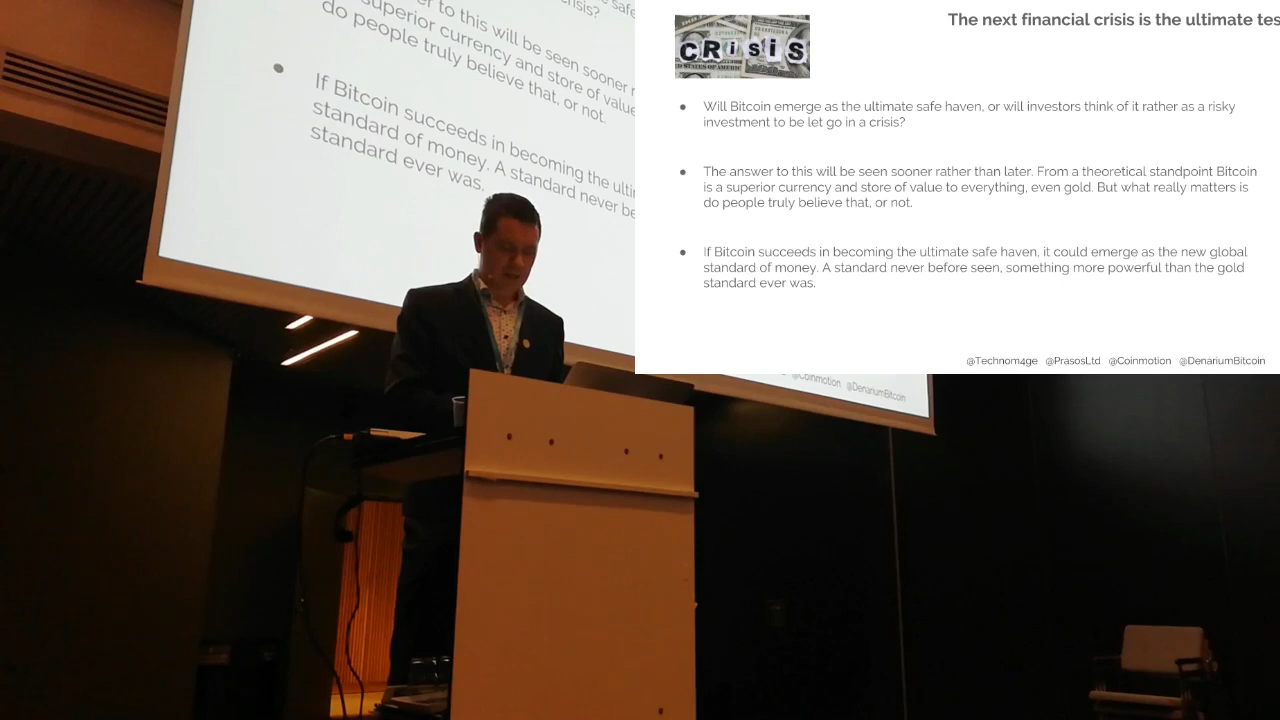 er to this will be seen sooner
superior currency and store of value
do people truly believe that, or not.
If Bitcoin succeeds in becoming the
standard of money. A standard never
standard ever was.
@Coinmotion @DenariumBitcoin
CRiSiS
The next financial crisis is the ultimate
• Will Bitcoin emerge as the ultimate safe haven, or will investors think of it rather as a risky
investment to be let go in a crisis?
• The answer to this will be seen sooner rather than later. From a theoretical standpoint Bitcoin
is a superior currency and store of value to everything, even gold. But what really matters is
do people truly believe that, or not.
• If Bitcoin succeeds in becoming the ultimate safe haven, it could emerge as the new global
standard of money. A standard never before seen, something more powerful than the gold
standard ever was.
@Technom4ge @PrasosLtd @Coinmotion @DenariumBitcoin